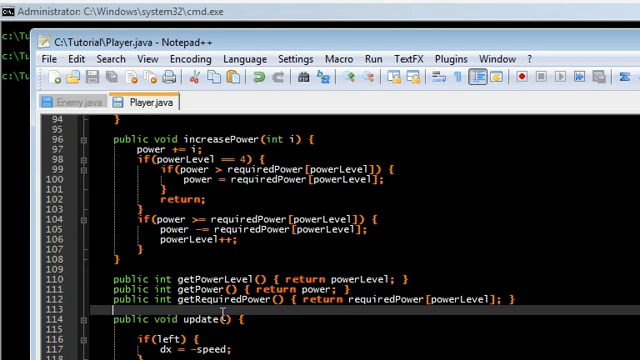 Administrator: C:\Windows\system32\cmd.exe
C:\Tutorial\Player.java - Notepad++
File Edit Search View Encoding Language Settings Macro Run TextFX Plugins Window ?
Enemy.java Player.java
94 }
95
96 public void increasePower(int i) {
97 power += i;
98 if(powerLevel == 4) {
99 if(power > requiredPower[powerLevel]) {
100 power = requiredPower[powerLevel];
101 }
102 return;
103 }
104 if(power >= requiredPower[powerLevel]) {
105 power -= requiredPower[powerLevel];
106 powerLevel++;
107 }
108 }
109
110 public int getPowerLevel() { return powerLevel; }
111 public int getPower() { return power; }
112 public int getRequiredPower() { return requiredPower[powerLevel]; }
113
114 public void update() {
115
116 if(left) {
117 dx = -speed;